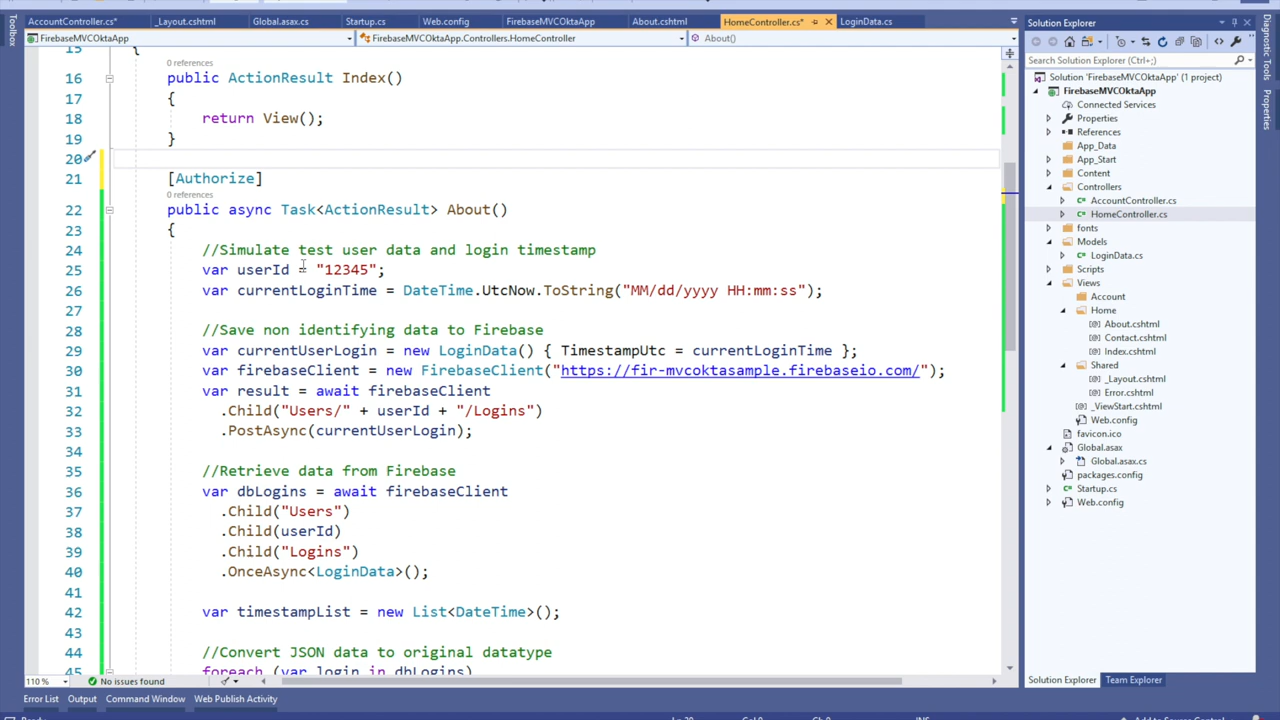 AccountController.cs*
_Layout.cshtml
Global.asax.cs
Startup.cs
Web.config
FirebaseMVCOktaApp
About.cshtml
HomeController.cs*
LoginData.cs
FirebaseMVCOktaApp
FirebaseMVCOktaApp.Controllers.HomeController
About()
15 {
0 references
16 public ActionResult Index()
17 {
18 return View();
19 }
20
21 [Authorize]
0 references
22 public async Task<ActionResult> About()
23 {
24 //Simulate test user data and login timestamp
25 var userId = "12345";
26 var currentLoginTime = DateTime.UtcNow.ToString("MM/dd/yyyy HH:mm:ss");
27
28 //Save non identifying data to Firebase
29 var currentUserLogin = new LoginData() { TimestampUtc = currentLoginTime };
30 var firebaseClient = new FirebaseClient("https://fir-mvcoktasample.firebaseio.com/");
31 var result = await firebaseClient
32 .Child("Users/" + userId + "/Logins")
33 .PostAsync(currentUserLogin);
34
35 //Retrieve data from Firebase
36 var dbLogins = await firebaseClient
37 .Child("Users")
38 .Child(userId)
39 .Child("Logins")
40 .OnceAsync<LoginData>();
41
42 var timestampList = new List<DateTime>();
43
44 //Convert JSON data to original datatype
45 foreach (var login in dbLogins)
110 %
No issues found
Error List
Output
Command Window
Web Publish Activity
Toolbox
Solution Explorer
Search Solution Explorer (Ctrl+;)
Solution 'FirebaseMVCOktaApp' (1 project)
FirebaseMVCOktaApp
Connected Services
Properties
References
App_Data
App_Start
Content
Controllers
AccountController.cs
HomeController.cs
fonts
Models
LoginData.cs
Scripts
Views
Account
Home
About.cshtml
Contact.cshtml
Index.cshtml
Shared
_Layout.cshtml
Error.cshtml
_ViewStart.cshtml
Web.config
favicon.ico
Global.asax
Global.asax.cs
packages.config
Startup.cs
Web.config
Solution Explorer
Team Explorer
Diagnostic Tools
Properties